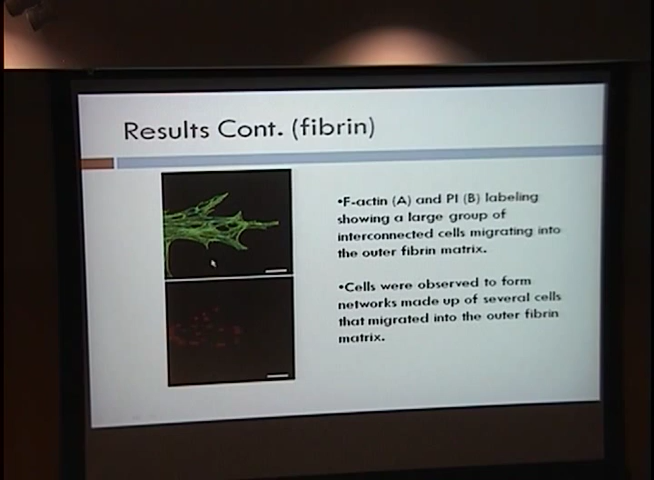 Results Cont. (fibrin)
•F-actin (A) and PI (B) labeling
showing a large group of
interconnected cells migrating into
the outer fibrin matrix.
•Cells were observed to form
networks made up of several cells
that migrated into the outer fibrin
matrix.